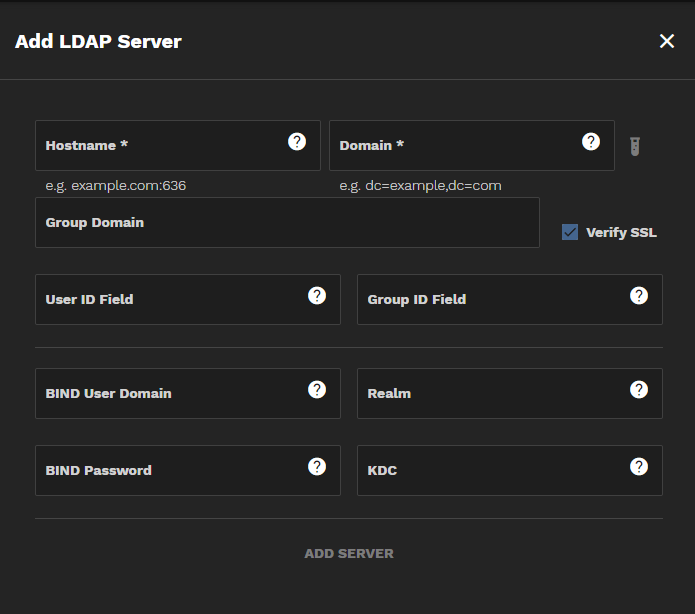 Add LDAP Server
Hostname *
Domain *
e.g. example.com:636
e.g. dc=example,dc=com
Group Domain
Verify SSL
User ID Field
Group ID Field
BIND User Domain
Realm
BIND Password
KDC
ADD SERVER